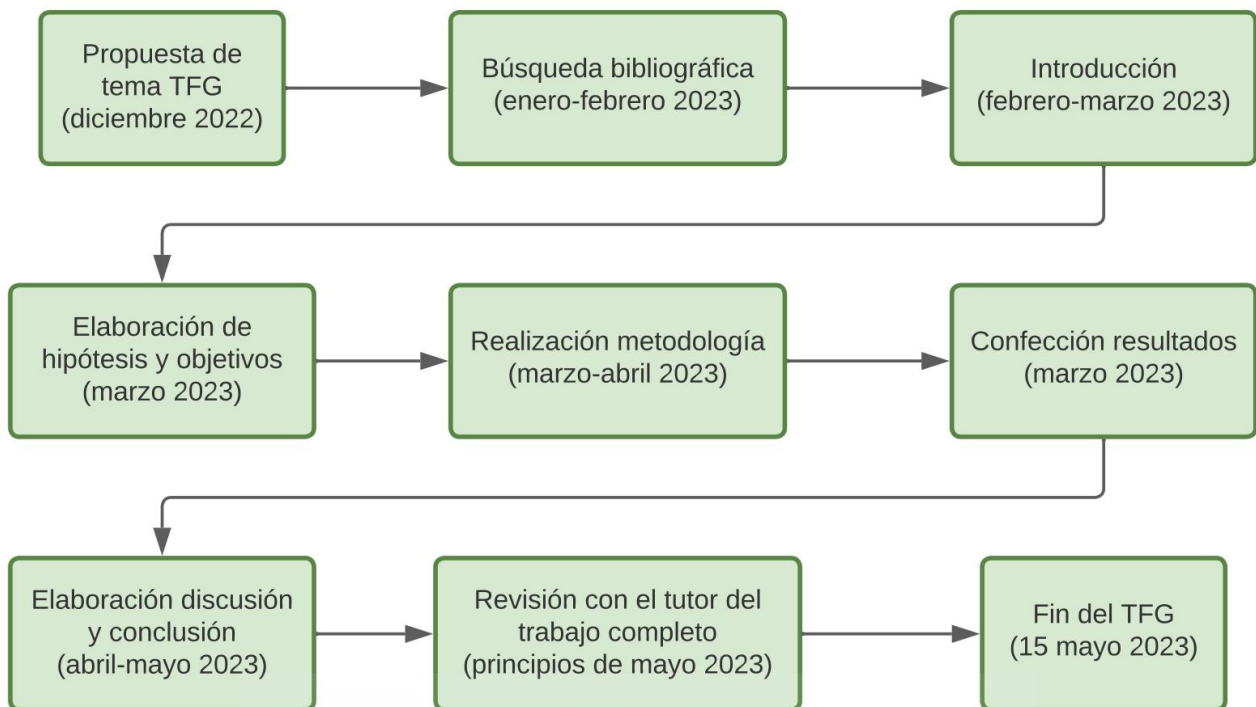 Propuesta de
tema TFG
(diciembre 2022)
Búsqueda bibliográfica
(enero-febrero 2023)
Introducción
(febrero-marzo 2023)
Elaboración de
hipótesis y objetivos
(marzo 2023)
Realización metodología
(marzo-abril 2023)
Confección resultados
(marzo 2023)
Elaboración discusión
y conclusión
(abril-mayo 2023)
Revisión con el tutor del
trabajo completo
(principios de mayo 2023)
Fin del TFG
(15 mayo 2023)